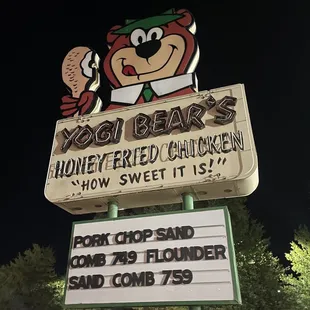 YOGI BEAR'S
HONEY FRIED CHICKEN
"HOW SWEET IT IS!"
PORK CHOP SAND
COMB 749 FLOUNDER
SAND COMB 759